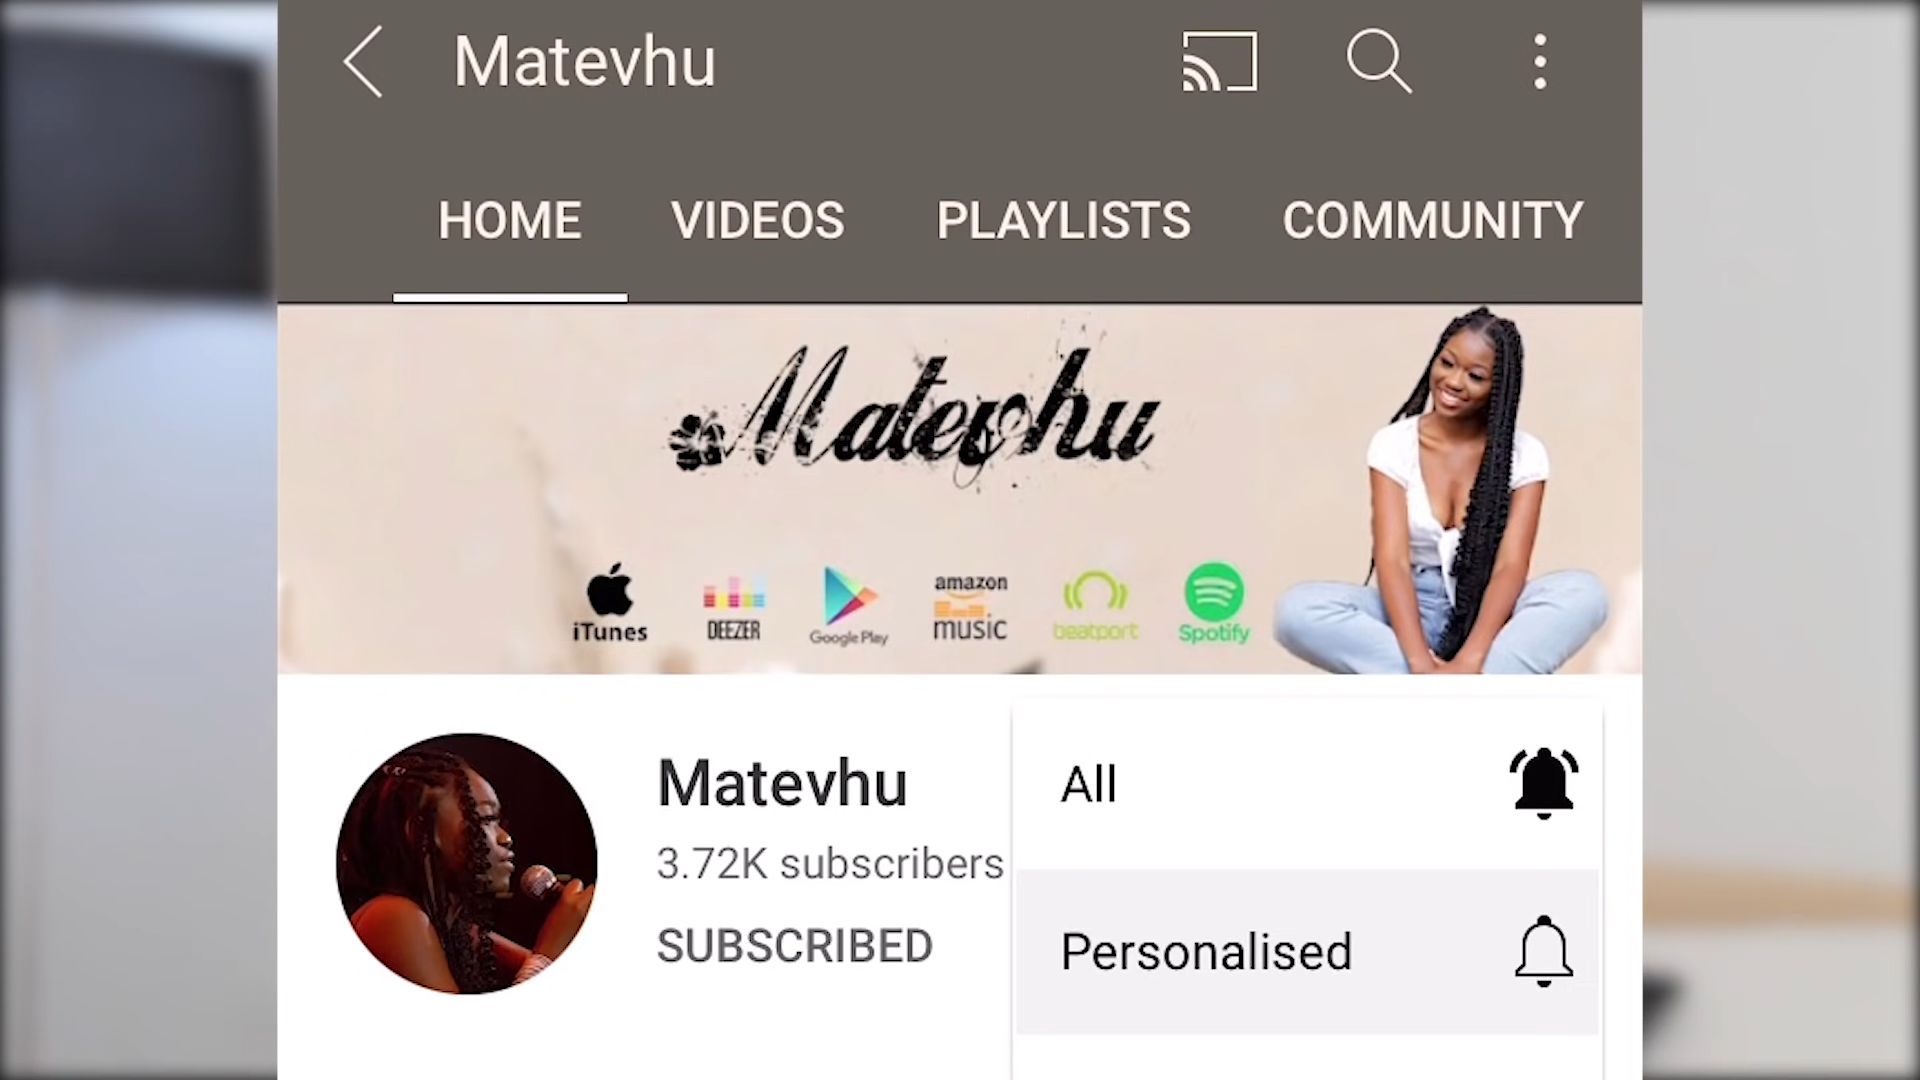 Matevhu
HOME VIDEOS PLAYLISTS COMMUNITY
Matevhu
iTunes DEEZER Google Play amazon music beatport Spotify
Matevhu
3.72K subscribers
SUBSCRIBED
All
Personalised